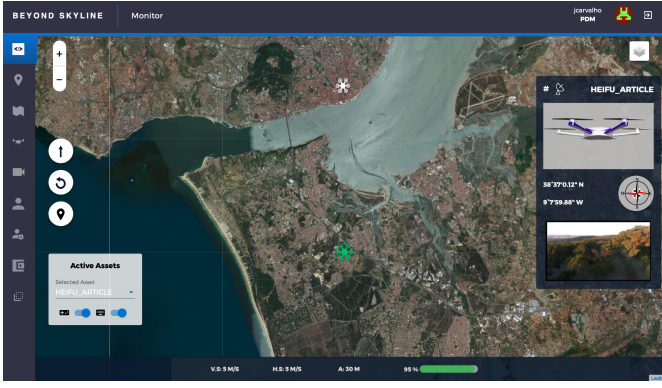 BEYOND SKYLINE
Monitor
jcarvalho
PDM
+
−
# HEIFU_ARTICLE
38°37'0.12" N
9°7'59.88" W
Active Assets
Selected Asset
HEIFU_ARTICLE
V.S: 5 M/S H.S: 5 M/S A: 30 M 95 %